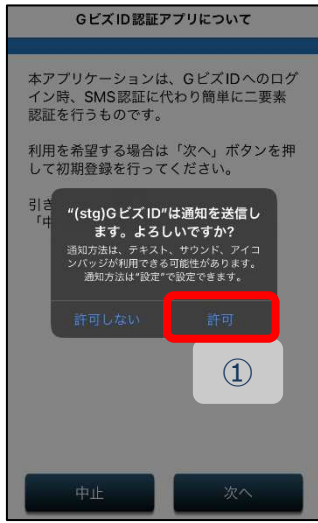 GビズID認証アプリについて
本アプリケーションは、GビズIDへのログ
イン時、SMS認証に代わり簡単に二要素
認証を行うものです。
利用を希望する場合は「次へ」ボタンを押
して初期登録を行ってください。
引き
「中
“(stg)GビズID”は通知を送信し
ます。よろしいですか?
通知方法は、テキスト、サウンド、アイコ
ンバッジが利用できる可能性があります。
通知方法は“設定”で設定できます。
許可しない 許可
①
中止 次へ